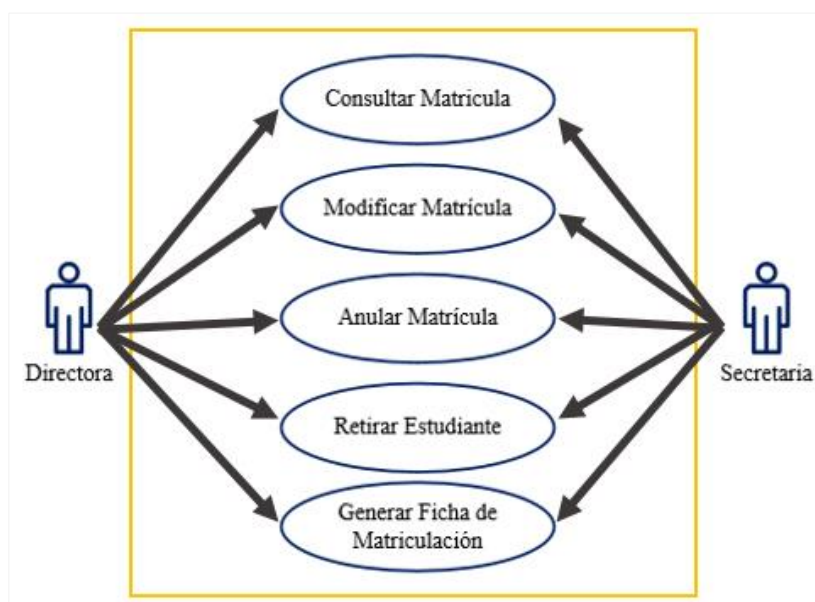 Consultar Matricula
Modificar Matrícula
Anular Matrícula
Directora
Secretaria
Retirar Estudiante
Generar Ficha de
Matriculación